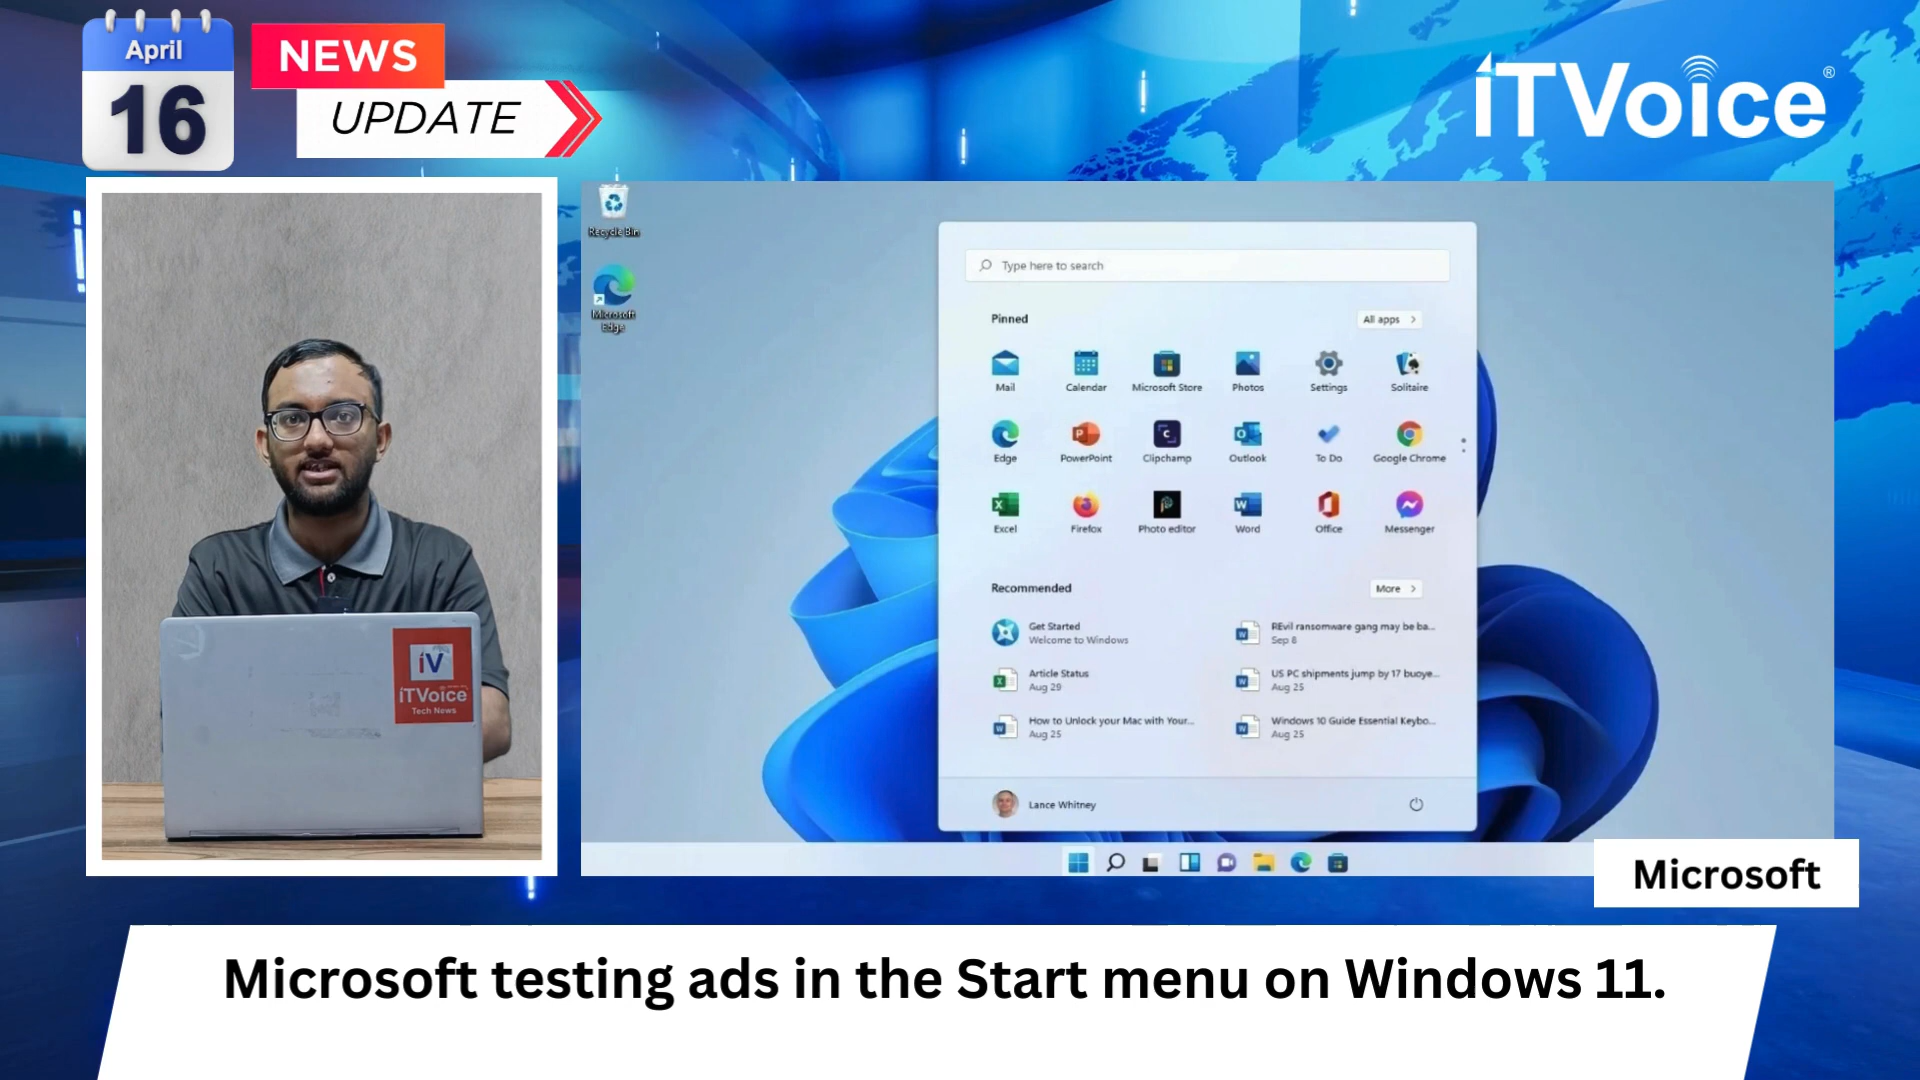 April
16
NEWS
UPDATE
iTVoice®
Recycle Bin
Microsoft
Edge
Type here to search
Pinned
All apps
Mail
Calendar
Microsoft Store
Photos
Settings
Solitaire
Edge
PowerPoint
Clipchamp
Outlook
To Do
Google Chrome
Excel
Firefox
Photo editor
Word
Office
Messenger
Recommended
More
Get Started
Welcome to Windows
REvil ransomware gang may be ba...
Sep 8
Article Status
Aug 29
US PC shipments jump by 17 buoye...
Aug 25
How to Unlock your Mac with Your...
Aug 25
Windows 10 Guide Essential Keybo...
Aug 25
Lance Whitney
iV
iTVoice
Tech News
Microsoft
Microsoft testing ads in the Start menu on Windows 11.